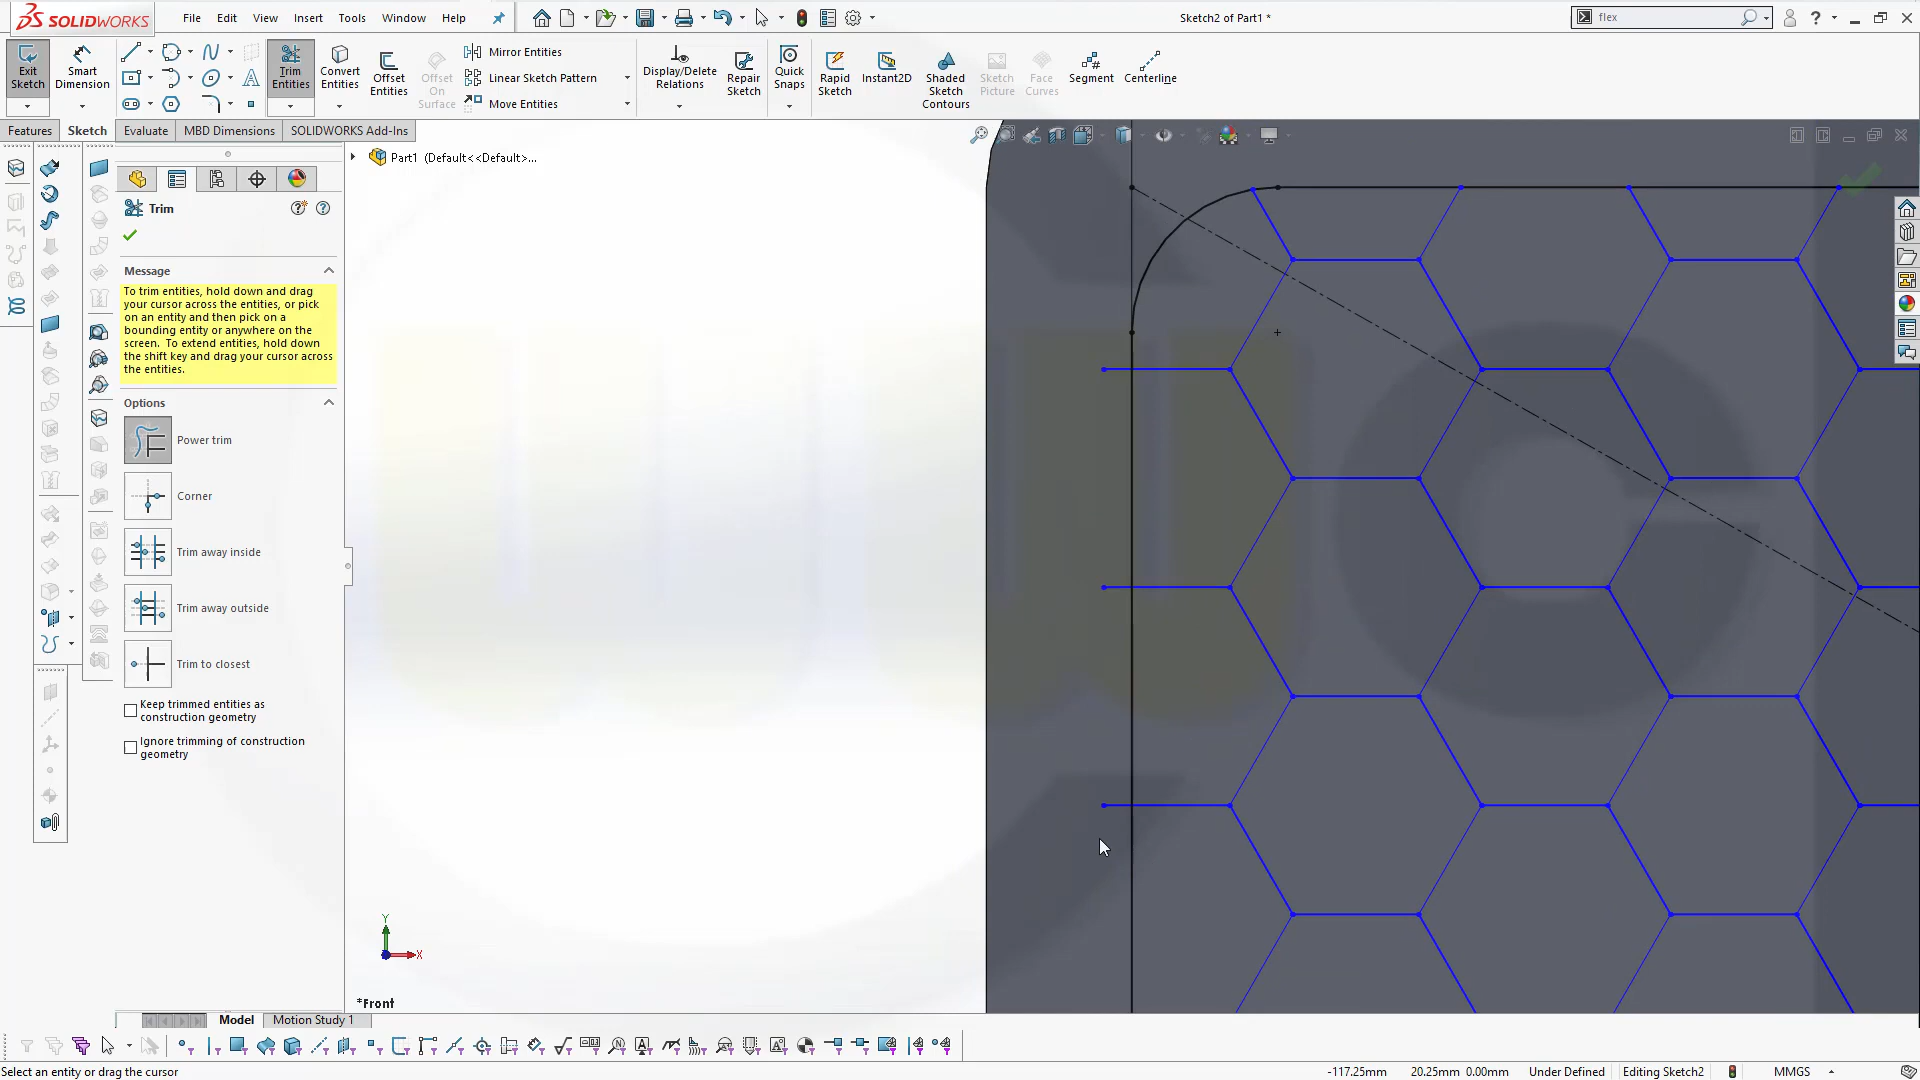 SOLIDWORKS File Edit View Insert Tools Window Help Sketch2 of Part1 * flex
Exit Sketch
Smart Dimension
Trim Entities
Convert Entities
Offset Entities
Offset On Surface
Mirror Entities
Linear Sketch Pattern
Move Entities
Display/Delete Relations
Repair Sketch
Quick Snaps
Rapid Sketch
Instant2D
Shaded Sketch Contours
Sketch Picture
Face Curves
Segment
Centerline
Features Sketch Evaluate MBD Dimensions SOLIDWORKS Add-Ins
Part1 (Default<<Default>...
Trim
Message
To trim entities, hold down and drag
your cursor across the entities, or pick
on an entity and then pick on a
bounding entity or anywhere on the
screen. To extend entities, hold down
the shift key and drag your cursor across
the entities.
Options
Power trim
Corner
Trim away inside
Trim away outside
Trim to closest
Keep trimmed entities as
construction geometry
Ignore trimming of construction
geometry
Y
X
*Front
Model Motion Study 1
Select an entity or drag the cursor -117.25mm 20.25mm 0.00mm Under Defined Editing Sketch2 MMGS